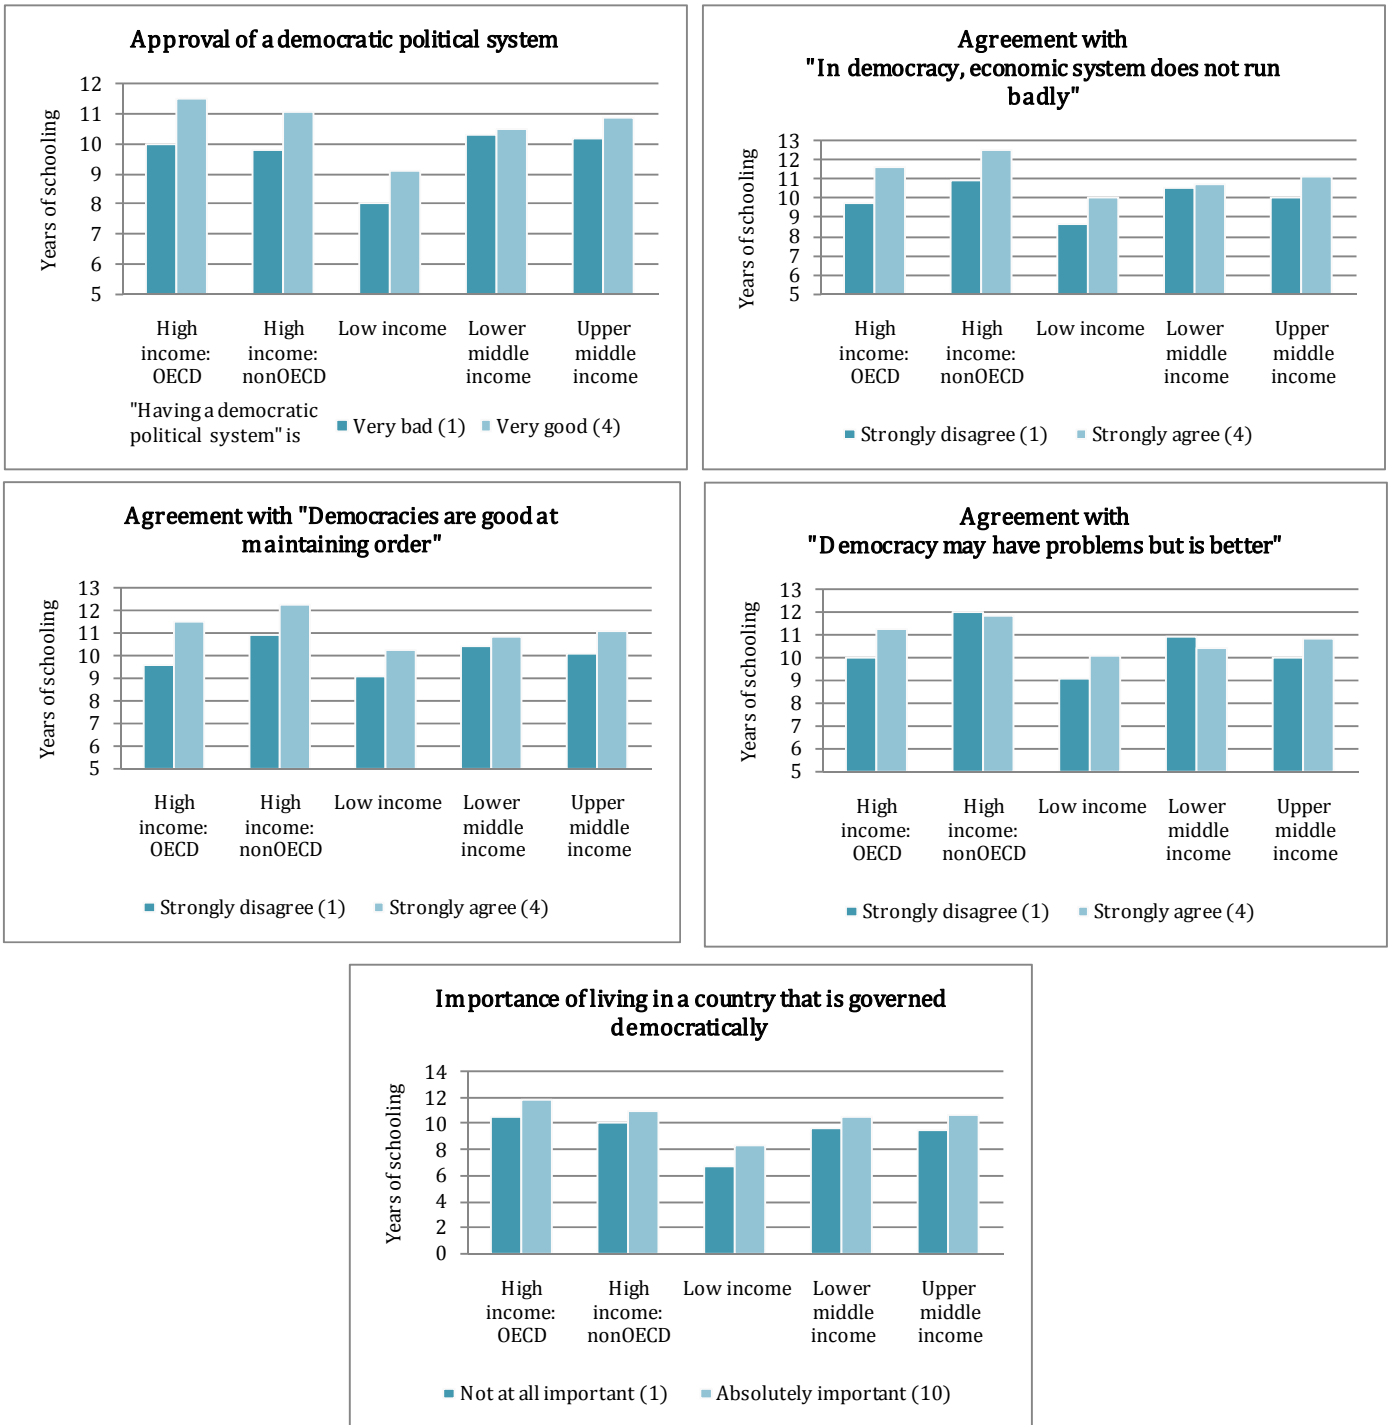 Approval of a democratic political system
Years of schooling
12
11
10
9
8
7
6
5
High income: OECD
High income: nonOECD
Low income
Lower middle income
Upper middle income
"Having a democratic political system" is
Very bad (1)
Very good (4)
Agreement with
"In democracy, economic system does not run
badly"
Years of schooling
13
12
11
10
9
8
7
6
5
High income: OECD
High income: nonOECD
Low income
Lower middle income
Upper middle income
Strongly disagree (1)
Strongly agree (4)
Agreement with "Democracies are good at
maintaining order"
Years of schooling
13
12
11
10
9
8
7
6
5
High income: OECD
High income: nonOECD
Low income
Lower middle income
Upper middle income
Strongly disagree (1)
Strongly agree (4)
Agreement with
"Democracy may have problems but is better"
Years of schooling
13
12
11
10
9
8
7
6
5
High income: OECD
High income: nonOECD
Low income
Lower middle income
Upper middle income
Strongly disagree (1)
Strongly agree (4)
Importance of living in a country that is governed
democratically
Years of schooling
14
12
10
8
6
4
2
0
High income: OECD
High income: nonOECD
Low income
Lower middle income
Upper middle income
Not at all important (1)
Absolutely important (10)